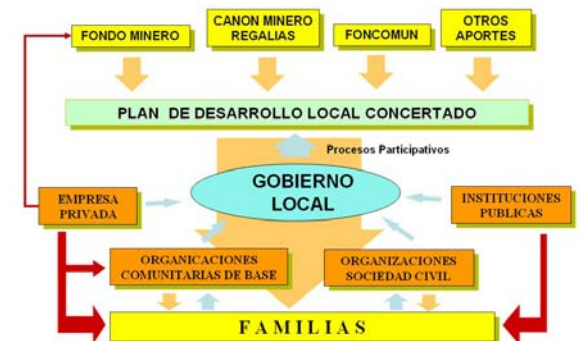 FONDO MINERO
CANON MINERO
REGALIAS
FONCOMUN
OTROS
APORTES
PLAN DE DESARROLLO LOCAL CONCERTADO
Procesos Participativos
GOBIERNO
LOCAL
EMPRESA
PRIVADA
INSTITUCIONES
PUBLICAS
ORGANICACIONES
COMUNITARIAS DE BASE
ORGANIZACIONES
SOCIEDAD CIVIL
FAMILIAS